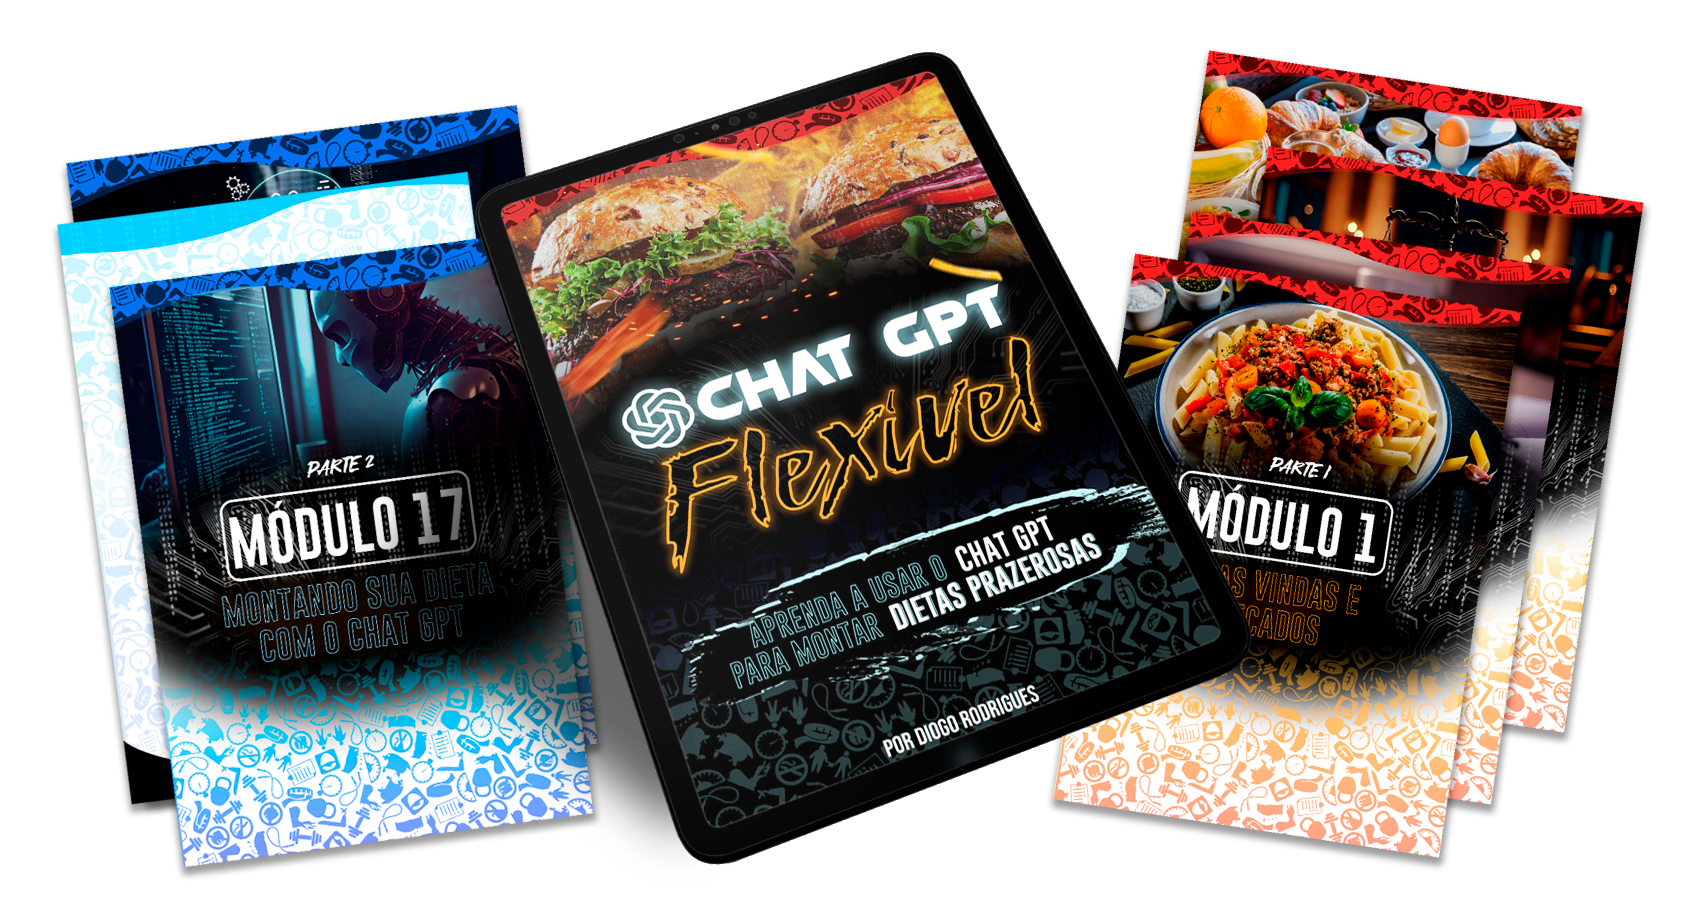 PARTE 2
MÓDULO 17
MONTANDO SUA DIETA
COM O CHAT GPT
CHAT GPT
Flexível
APRENDA A USAR O CHAT GPT
PARA MONTAR DIETAS PRAZEROSAS
POR DIOGO RODRIGUES
PARTE 1
MÓDULO 1
AS VINDAS E
CADOS